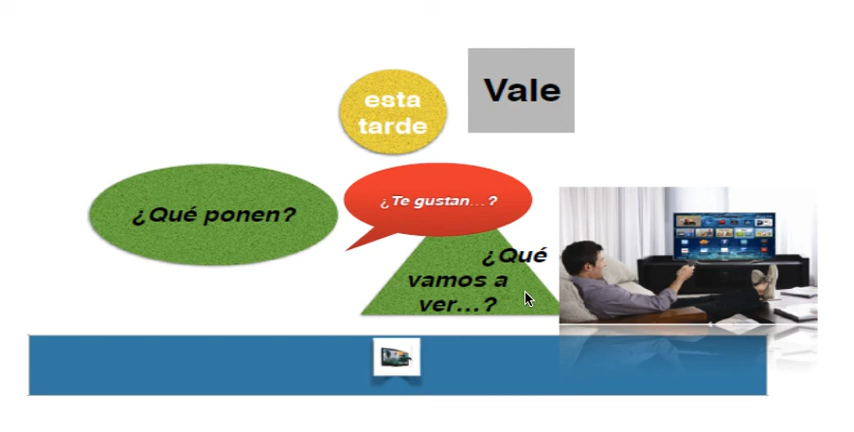 Vale
esta
tarde
¿Qué ponen?
¿Te gustan...?
¿Qué
vamos a
ver...?